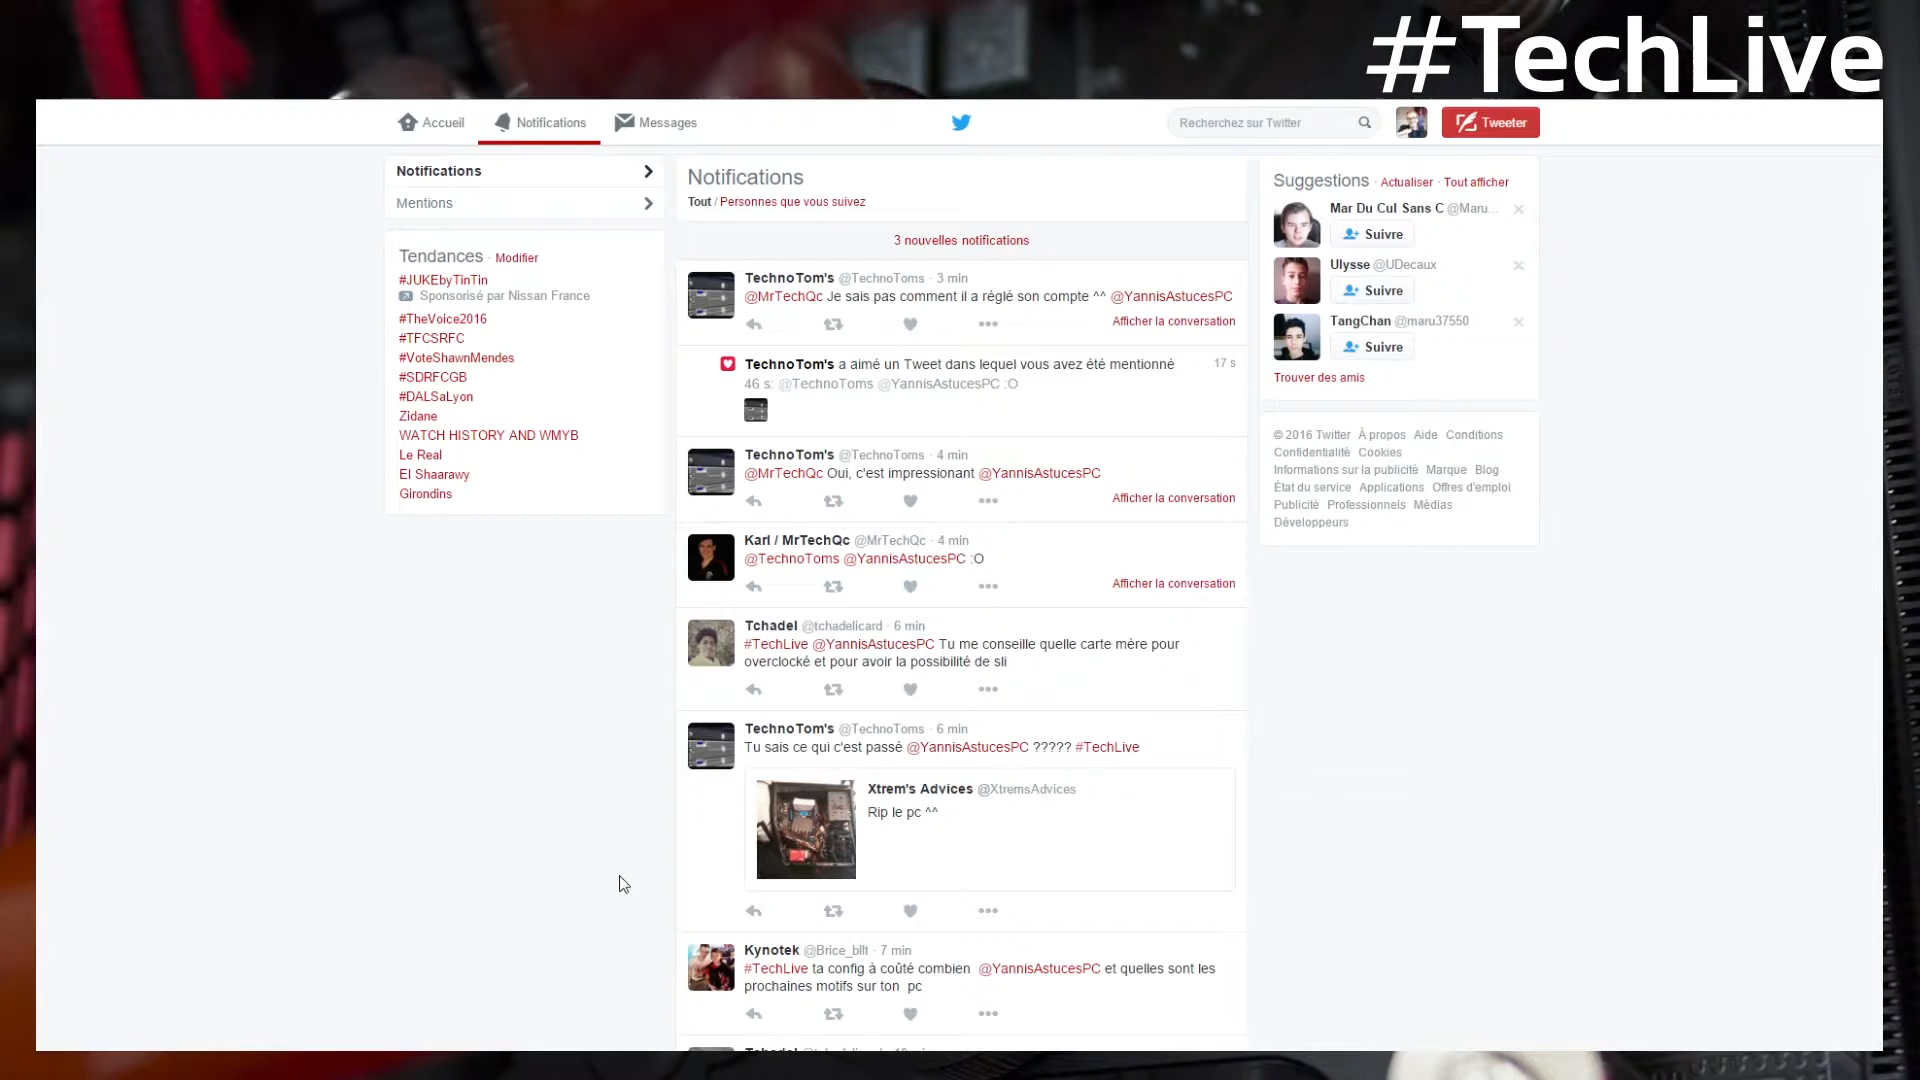 #TechLive
Accueil
Notifications
Messages
Recherchez sur Twitter
Tweeter
Notifications
Mentions
Tendances · Modifier
#JUKEbyTinTin
Sponsorisé par Nissan France
#TheVoice2016
#TFCSRFC
#VoteShawnMendes
#SDRFCGB
#DALSaLyon
Zidane
WATCH HISTORY AND WMYB
Le Real
El Shaarawy
Girondins
Notifications
Tout / Personnes que vous suivez
3 nouvelles notifications
TechnoTom's @TechnoToms · 3 min
@MrTechQc Je sais pas comment il a réglé son compte ^^ @YannisAstucesPC
Afficher la conversation
TechnoTom's a aimé un Tweet dans lequel vous avez été mentionné
17 s
46 s: @TechnoToms @YannisAstucesPC :O
TechnoTom's @TechnoToms · 4 min
@MrTechQc Oui, c'est impressionant @YannisAstucesPC
Afficher la conversation
Karl / MrTechQc @MrTechQc · 4 min
@TechnoToms @YannisAstucesPC :O
Afficher la conversation
Tchadel @tchadelicard · 6 min
#TechLive @YannisAstucesPC Tu me conseille quelle carte mère pour
overclocké et pour avoir la possibilité de sli
TechnoTom's @TechnoToms · 6 min
Tu sais ce qui c'est passé @YannisAstucesPC ????? #TechLive
Xtrem's Advices @XtremsAdvices
Rip le pc ^^
Kynotek @Brice_bllt · 7 min
#TechLive ta config à coûté combien @YannisAstucesPC et quelles sont les
prochaines motifs sur ton pc
Suggestions · Actualiser · Tout afficher
Mar Du Cul Sans C @Maru...
Suivre
Ulysse @UDecaux
Suivre
TangChan @maru37550
Suivre
Trouver des amis
© 2016 Twitter À propos Aide Conditions
Confidentialité Cookies
Informations sur la publicité Marque Blog
État du service Applications Offres d'emploi
Publicité Professionnels Médias
Développeurs